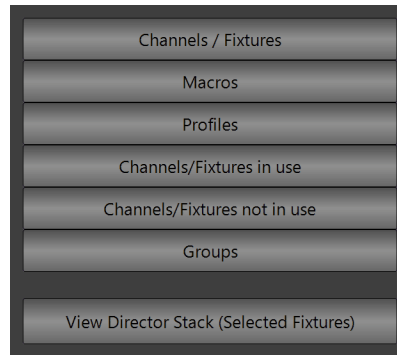 Channels / Fixtures
Macros
Profiles
Channels/Fixtures in use
Channels/Fixtures not in use
Groups
View Director Stack (Selected Fixtures)